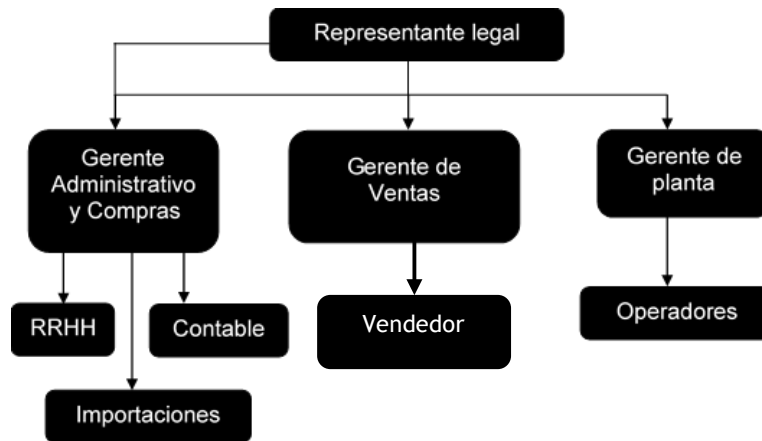 Representante legal
Gerente
Administrativo
y Compras
Gerente de
Ventas
Gerente de
planta
RRHH
Contable
Vendedor
Operadores
Importaciones